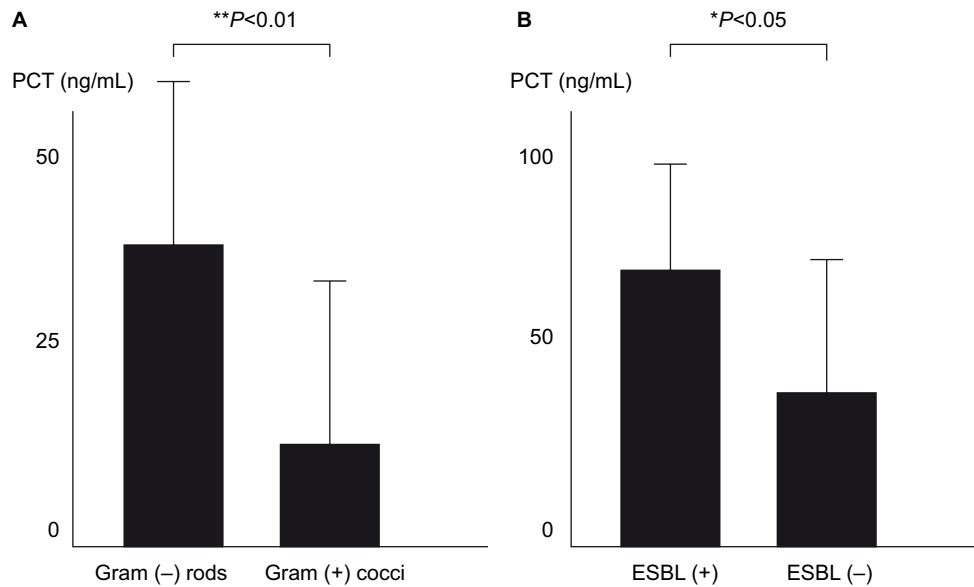 A
**P<0.01
PCT (ng/mL)
50
25
0
Gram (–) rods
Gram (+) cocci
B
*P<0.05
PCT (ng/mL)
100
50
0
ESBL (+)
ESBL (–)